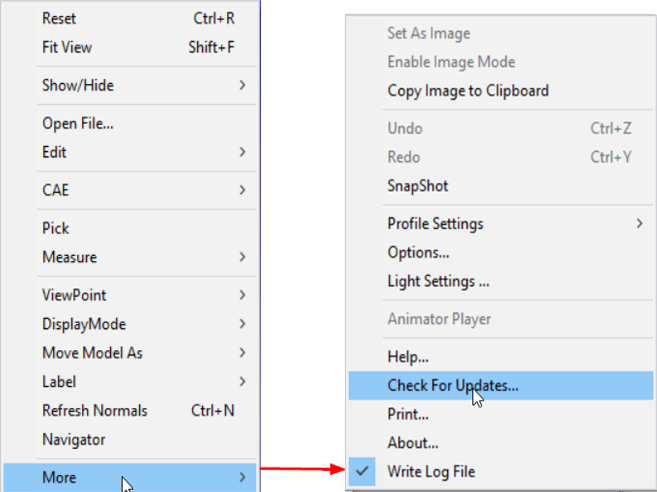 Reset Ctrl+R
Fit View Shift+F
Show/Hide
Open File...
Edit
CAE
Pick
Measure
ViewPoint
DisplayMode
Move Model As
Label
Refresh Normals Ctrl+N
Navigator
More
Set As Image
Enable Image Mode
Copy Image to Clipboard
Undo Ctrl+Z
Redo Ctrl+Y
SnapShot
Profile Settings
Options...
Light Settings ...
Animator Player
Help...
Check For Updates...
Print...
About...
Write Log File